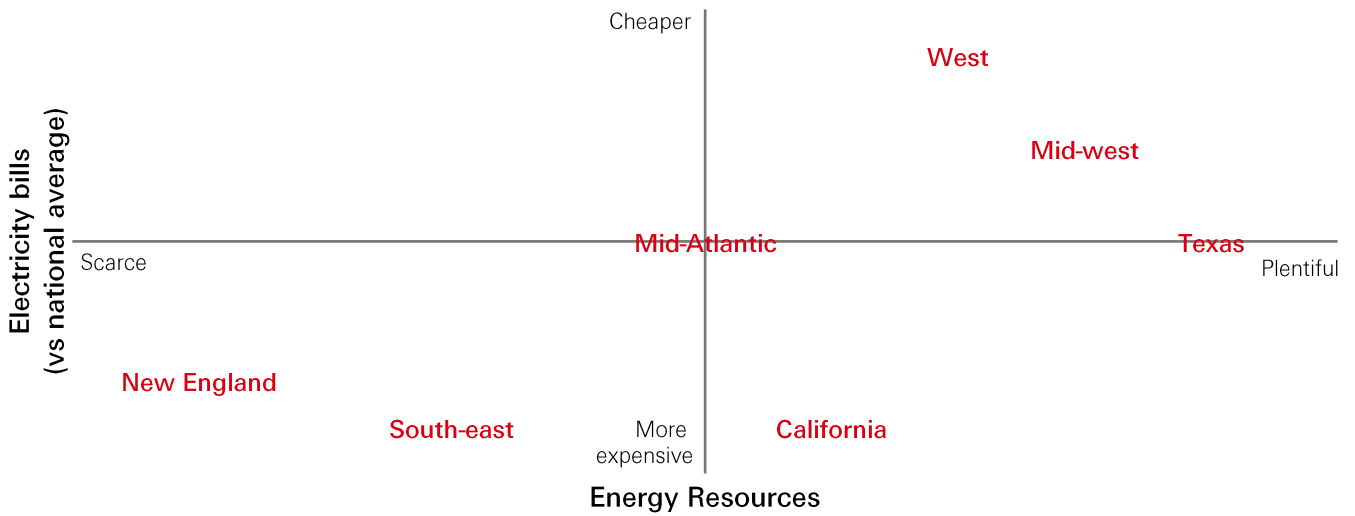 Cheaper
West
Mid-west
Electricity bills
(vs national average)
Mid-Atlantic
Texas
Scarce
Plentiful
New England
South-east
More
expensive
California
Energy Resources